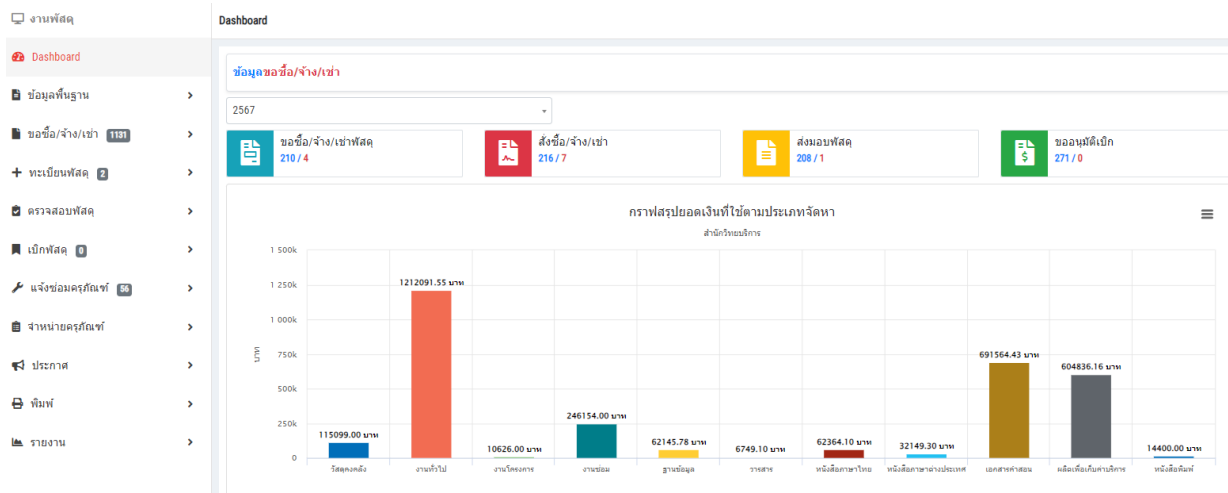 งานพัสดุ
Dashboard
Dashboard
ข้อมูลพื้นฐาน
ขอซื้อ/จ้าง/เช่า 1131
ทะเบียนพัสดุ 2
ตรวจสอบพัสดุ
เบิกพัสดุ 0
แจ้งซ่อมครุภัณฑ์ 56
จำหน่ายครุภัณฑ์
ประกาศ
พิมพ์
รายงาน
ข้อมูลขอซื้อ/จ้าง/เช่า
2567
ขอซื้อ/จ้าง/เช่าพัสดุ
210 / 4
สั่งซื้อ/จ้าง/เช่า
216 / 7
ส่งมอบพัสดุ
208 / 1
ขออนุมัติเบิก
271 / 0
กราฟสรุปยอดเงินที่ใช้ตามประเภทจัดหา
สำนักวิทยบริการ
บาท
1 500k
1 250k
1 000k
750k
500k
250k
0
115099.00 บาท
1212091.55 บาท
10626.00 บาท
246154.00 บาท
62145.78 บาท
6749.10 บาท
62364.10 บาท
32149.30 บาท
691564.43 บาท
604836.16 บาท
14400.00 บาท
วัสดุคงคลัง
งานทั่วไป
งานโครงการ
งานซ่อม
ฐานข้อมูล
วารสาร
หนังสือภาษาไทย
หนังสือภาษาต่างประเทศ
เอกสารคำสอน
ผลิตเพื่อเก็บค่าบริการ
หนังสือพิมพ์